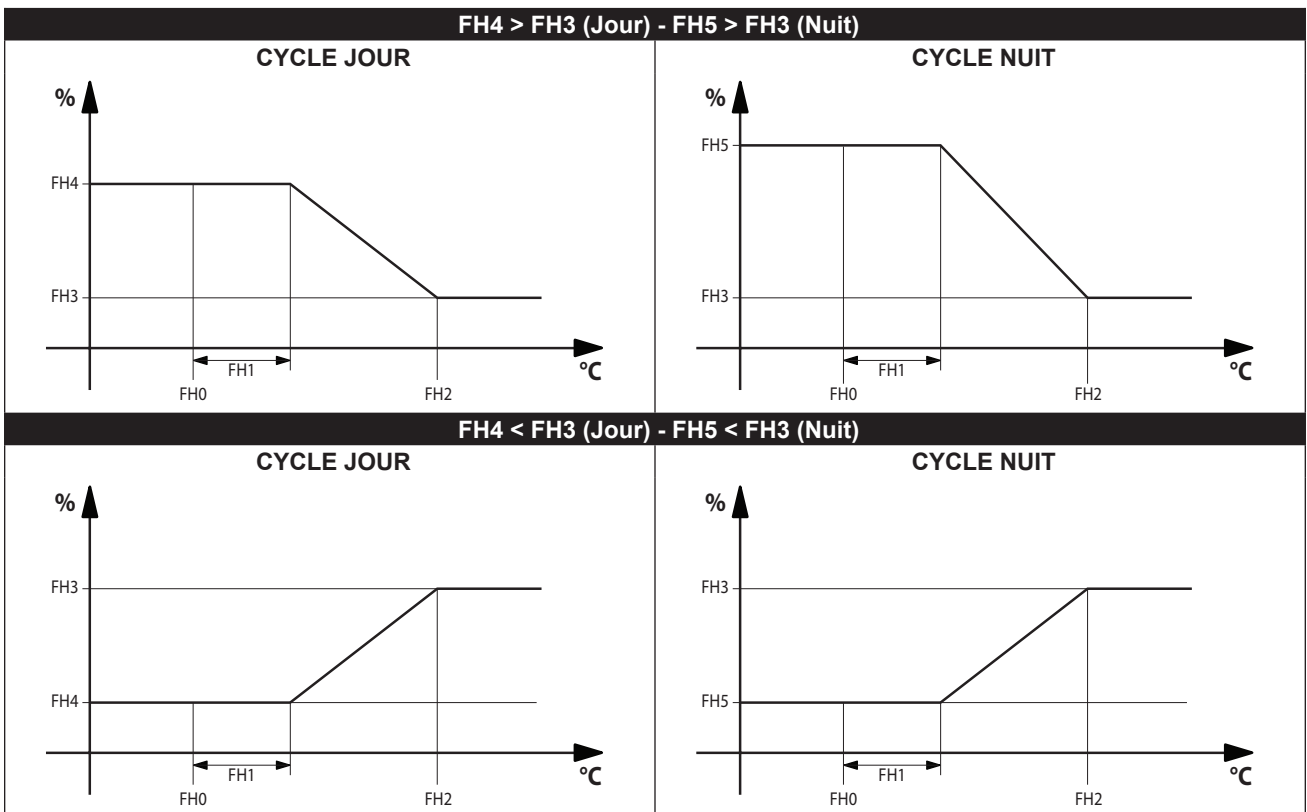 FH4 > FH3 (Jour) - FH5 > FH3 (Nuit)
CYCLE JOUR
%
FH4
FH3
FH1
°C
FH0
FH2
CYCLE NUIT
%
FH5
FH3
FH1
°C
FH0
FH2
FH4 < FH3 (Jour) - FH5 < FH3 (Nuit)
CYCLE JOUR
%
FH3
FH4
FH1
°C
FH0
FH2
CYCLE NUIT
%
FH3
FH5
FH1
°C
FH0
FH2